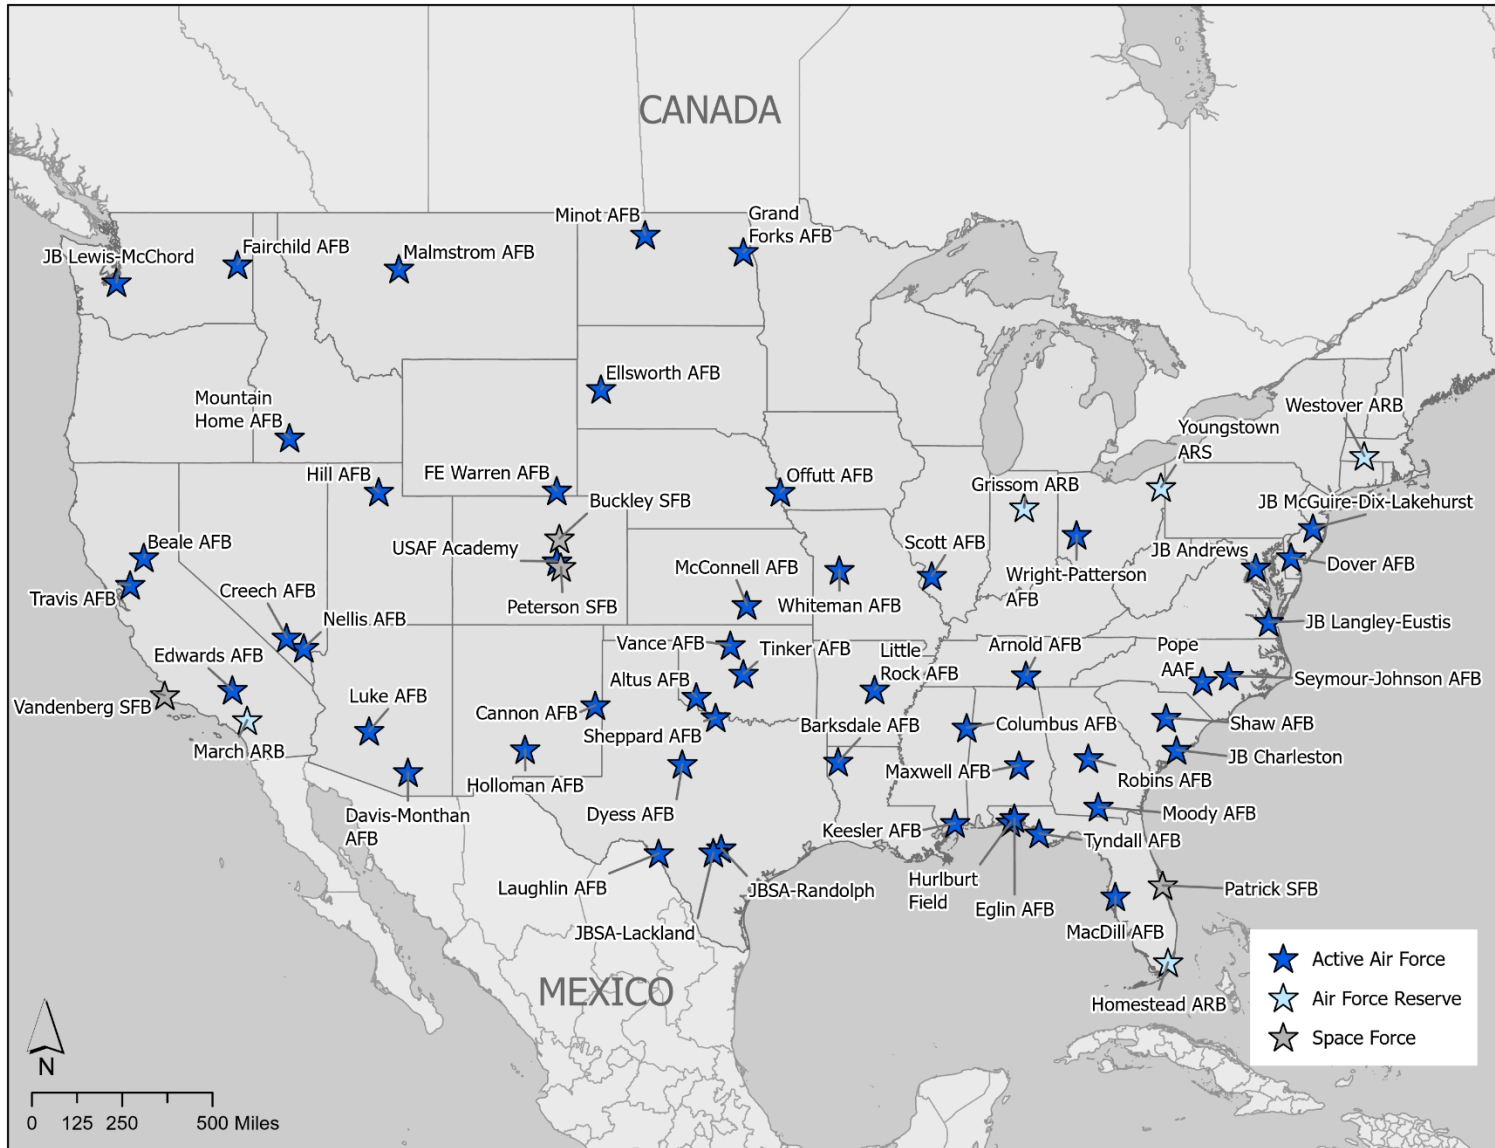 CANADA
Minot AFB
Grand
Forks AFB
JB Lewis-McChord
Fairchild AFB
Malmstrom AFB
Ellsworth AFB
Mountain
Home AFB
Westover ARB
Youngstown
ARS
Hill AFB
FE Warren AFB
Offutt AFB
Grissom ARB
Buckley SFB
JB McGuire-Dix-Lakehurst
Beale AFB
USAF Academy
Scott AFB
JB Andrews
Dover AFB
McConnell AFB
Wright-Patterson
AFB
Travis AFB
Creech AFB
Peterson SFB
Whiteman AFB
Nellis AFB
JB Langley-Eustis
Vance AFB
Tinker AFB
Little
Rock AFB
Arnold AFB
Pope
AAF
Edwards AFB
Altus AFB
Seymour-Johnson AFB
Vandenberg SFB
Luke AFB
Cannon AFB
Sheppard AFB
Barksdale AFB
Columbus AFB
Shaw AFB
March ARB
Holloman AFB
Maxwell AFB
Robins AFB
JB Charleston
Davis-Monthan
AFB
Dyess AFB
Keesler AFB
Moody AFB
Tyndall AFB
Laughlin AFB
JBSA-Randolph
Hurlburt
Field
Eglin AFB
Patrick SFB
JBSA-Lackland
MacDill AFB
MEXICO
Homestead ARB
Active Air Force
Air Force Reserve
Space Force
N
0 125 250 500 Miles